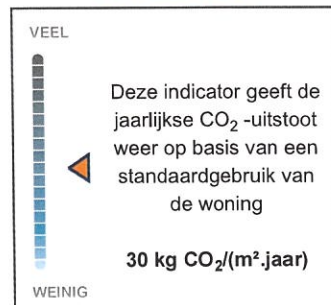 VEEL
Deze indicator geeft de
jaarlijkse CO₂ -uitstoot
weer op basis van een
standaardgebruik van
de woning
30 kg CO₂/(m².jaar)
WEINIG